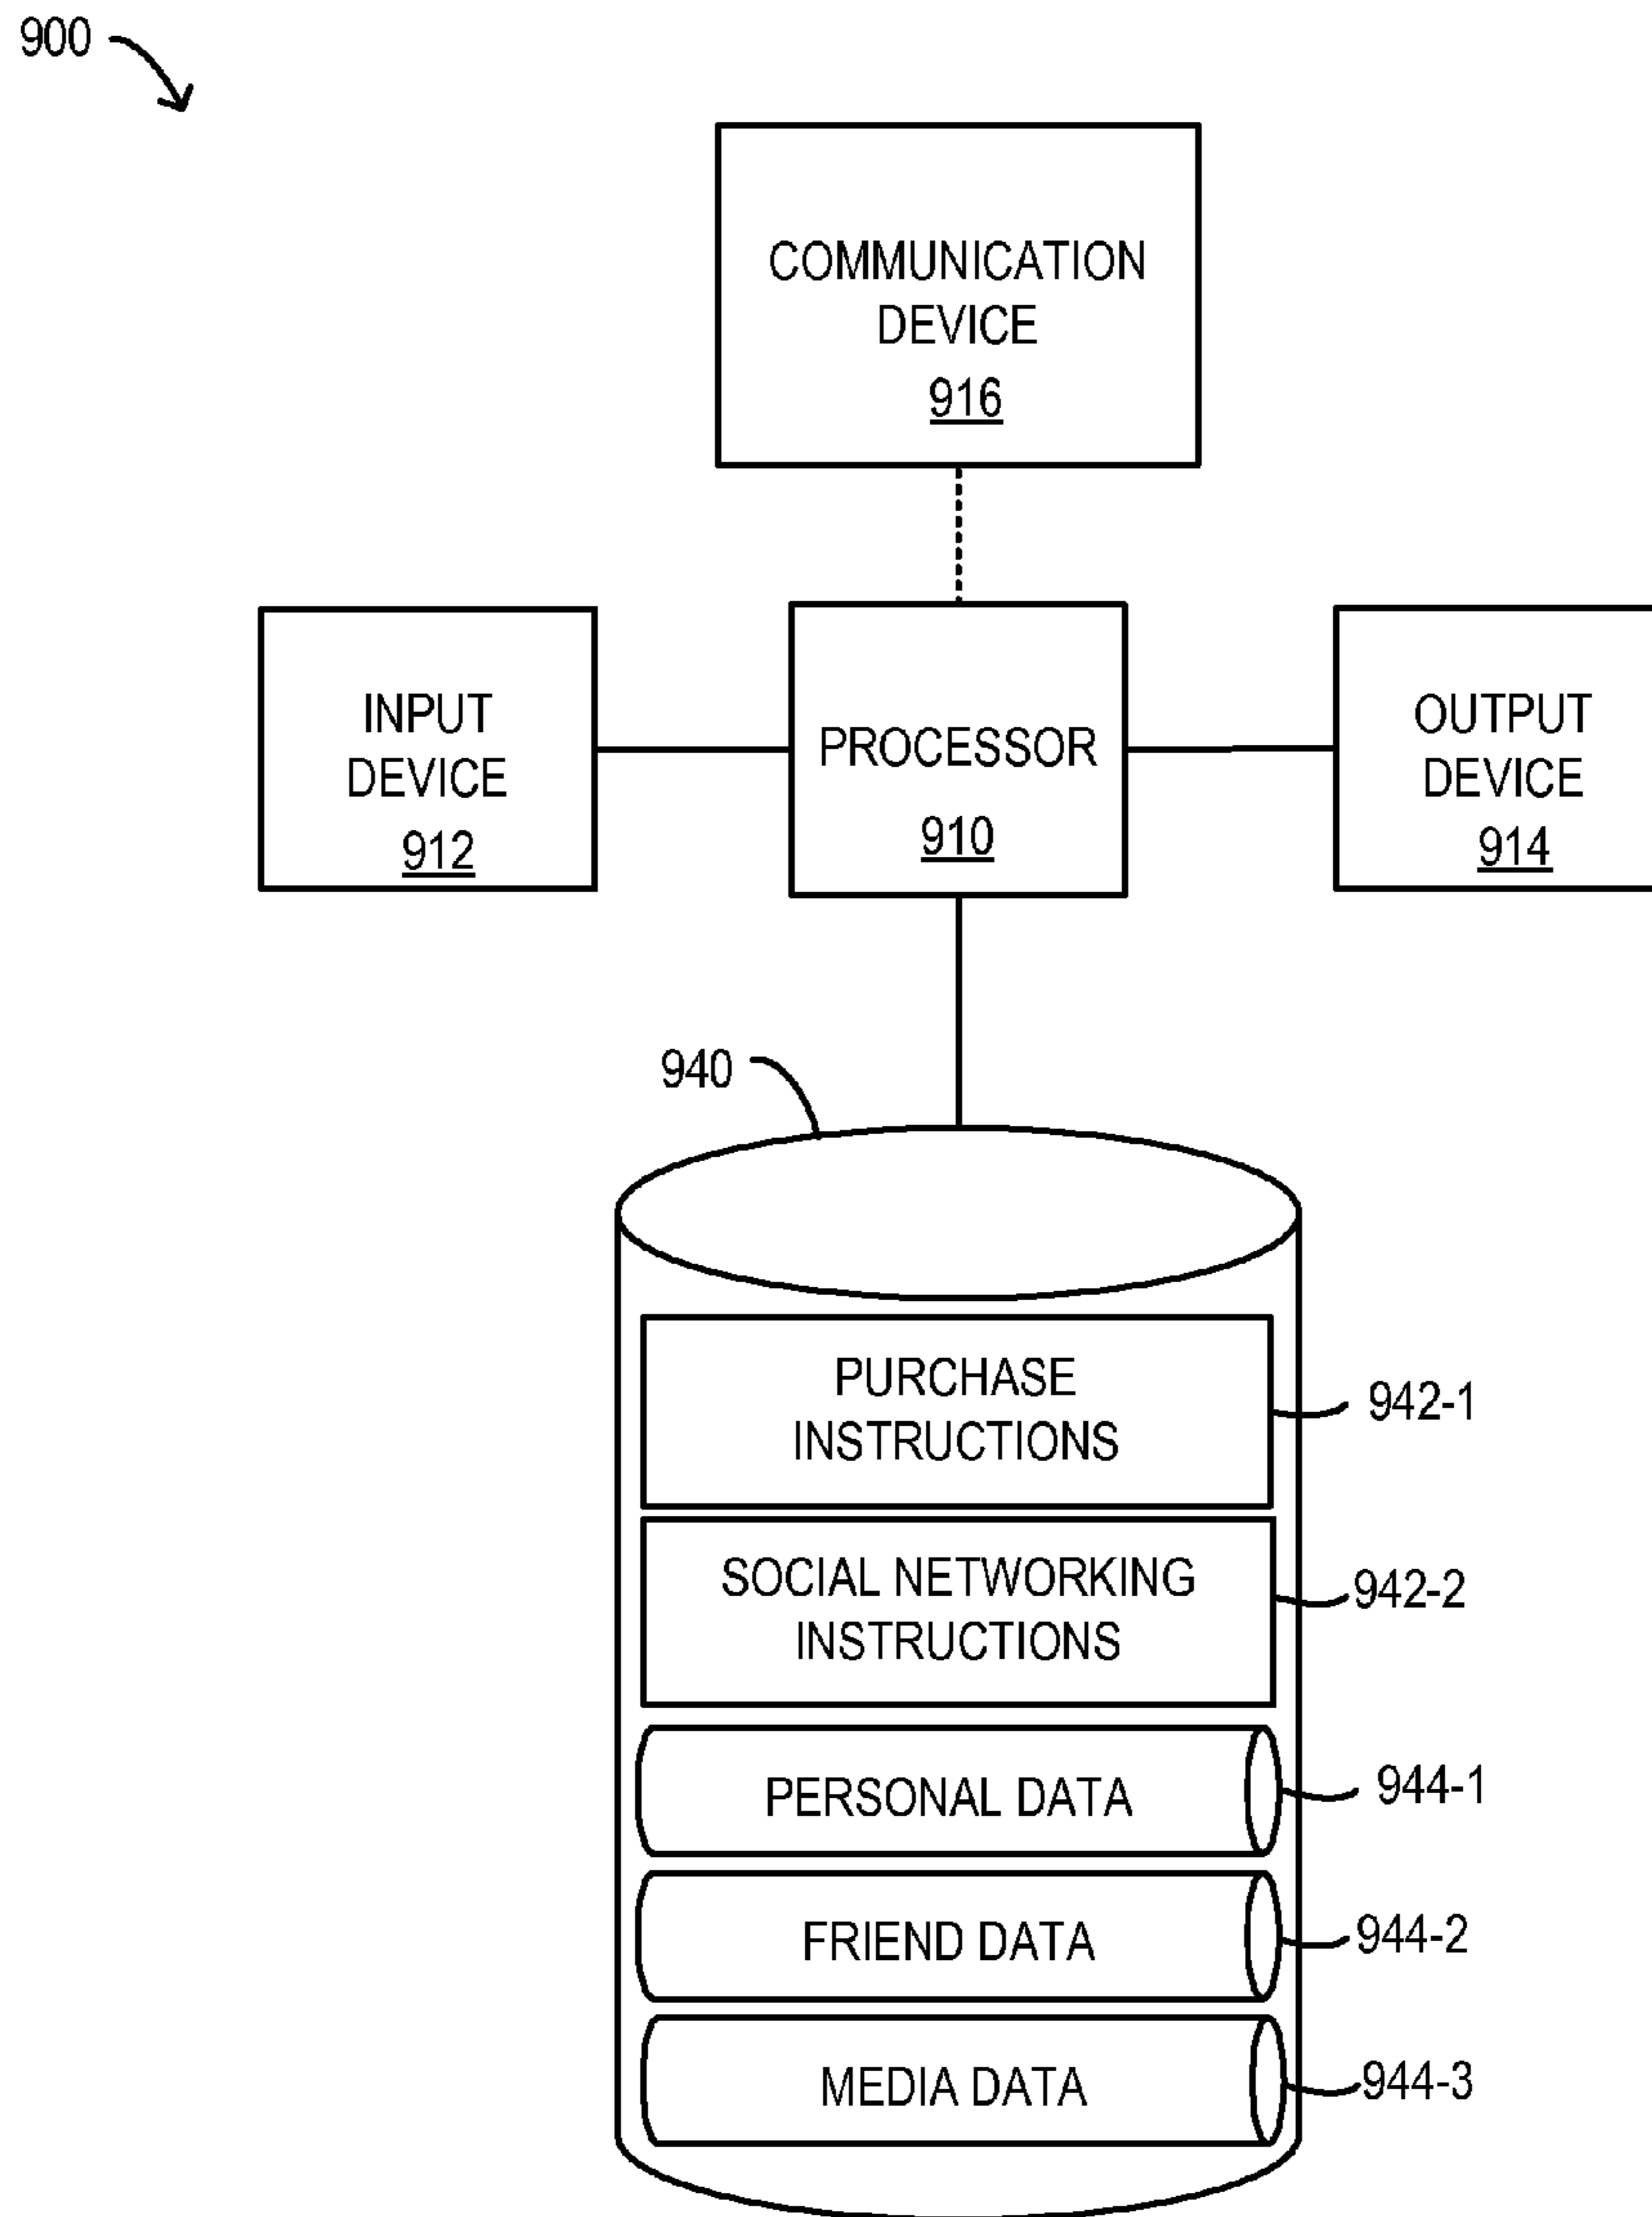 900
COMMUNICATION
DEVICE
916
INPUT
DEVICE
912
PROCESSOR
910
OUTPUT
DEVICE
914
940
PURCHASE
INSTRUCTIONS
942-1
SOCIAL NETWORKING
INSTRUCTIONS
942-2
PERSONAL DATA
944-1
FRIEND DATA
944-2
MEDIA DATA
944-3